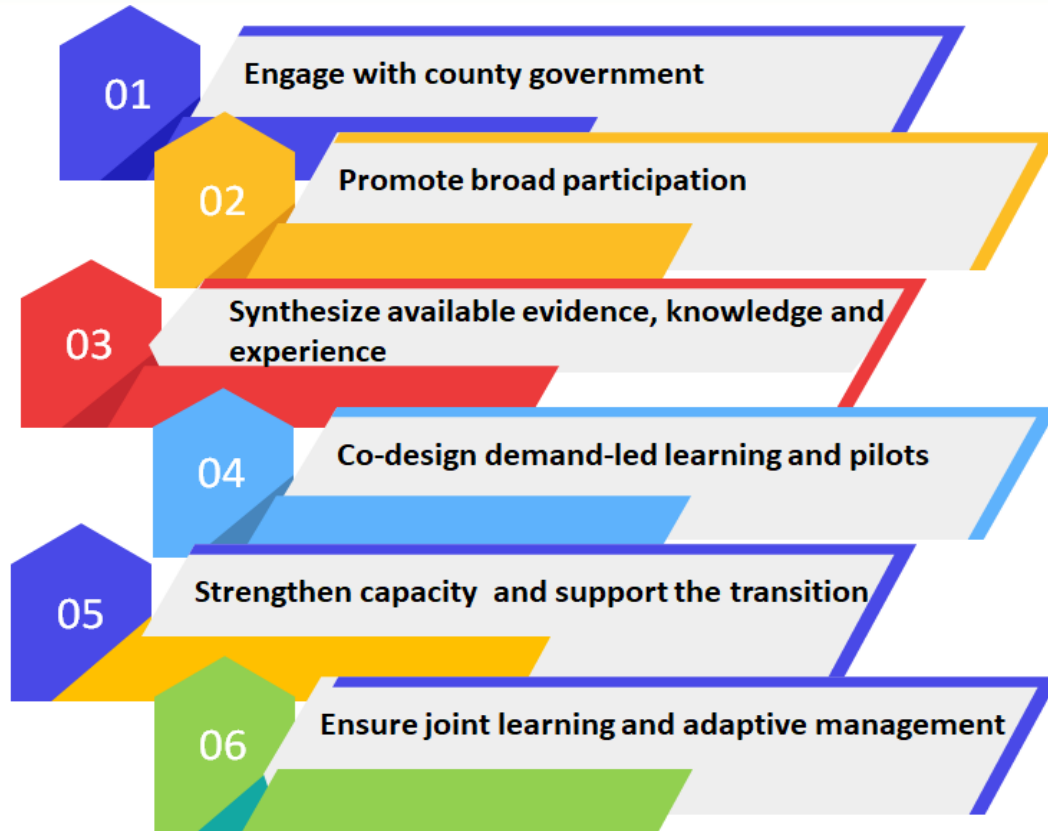 01
Engage with county government
02
Promote broad participation
03
Synthesize available evidence, knowledge and
experience
04
Co-design demand-led learning and pilots
05
Strengthen capacity  and support the transition
06
Ensure joint learning and adaptive management